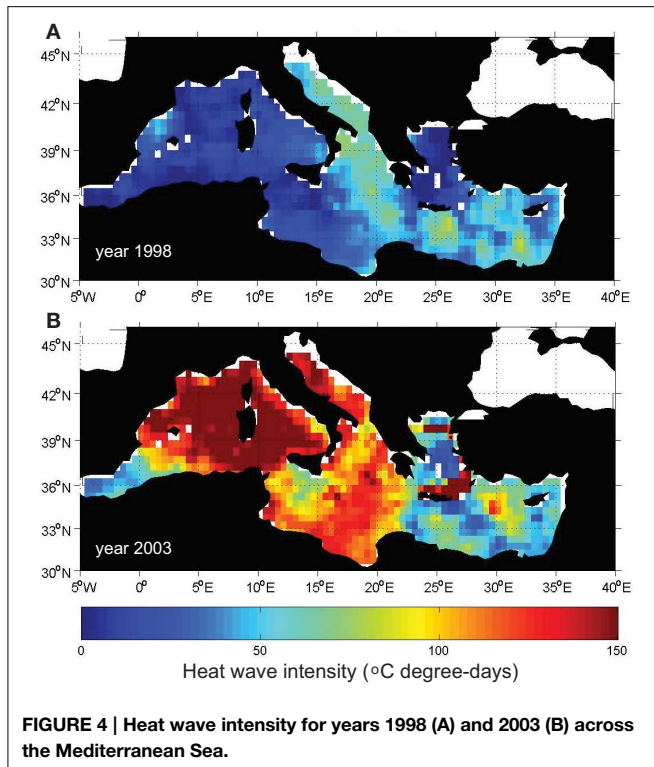 A
45°N
42°N
39°N
36°N
33°N
30°N
year 1998
5°W 0° 5°E 10°E 15°E 20°E 25°E 30°E 35°E 40°E
B
45°N
42°N
39°N
36°N
33°N
30°N
year 2003
5°W 0° 5°E 10°E 15°E 20°E 25°E 30°E 35°E 40°E
0 50 100 150
Heat wave intensity (°C degree-days)
FIGURE 4 | Heat wave intensity for years 1998 (A) and 2003 (B) across
the Mediterranean Sea.